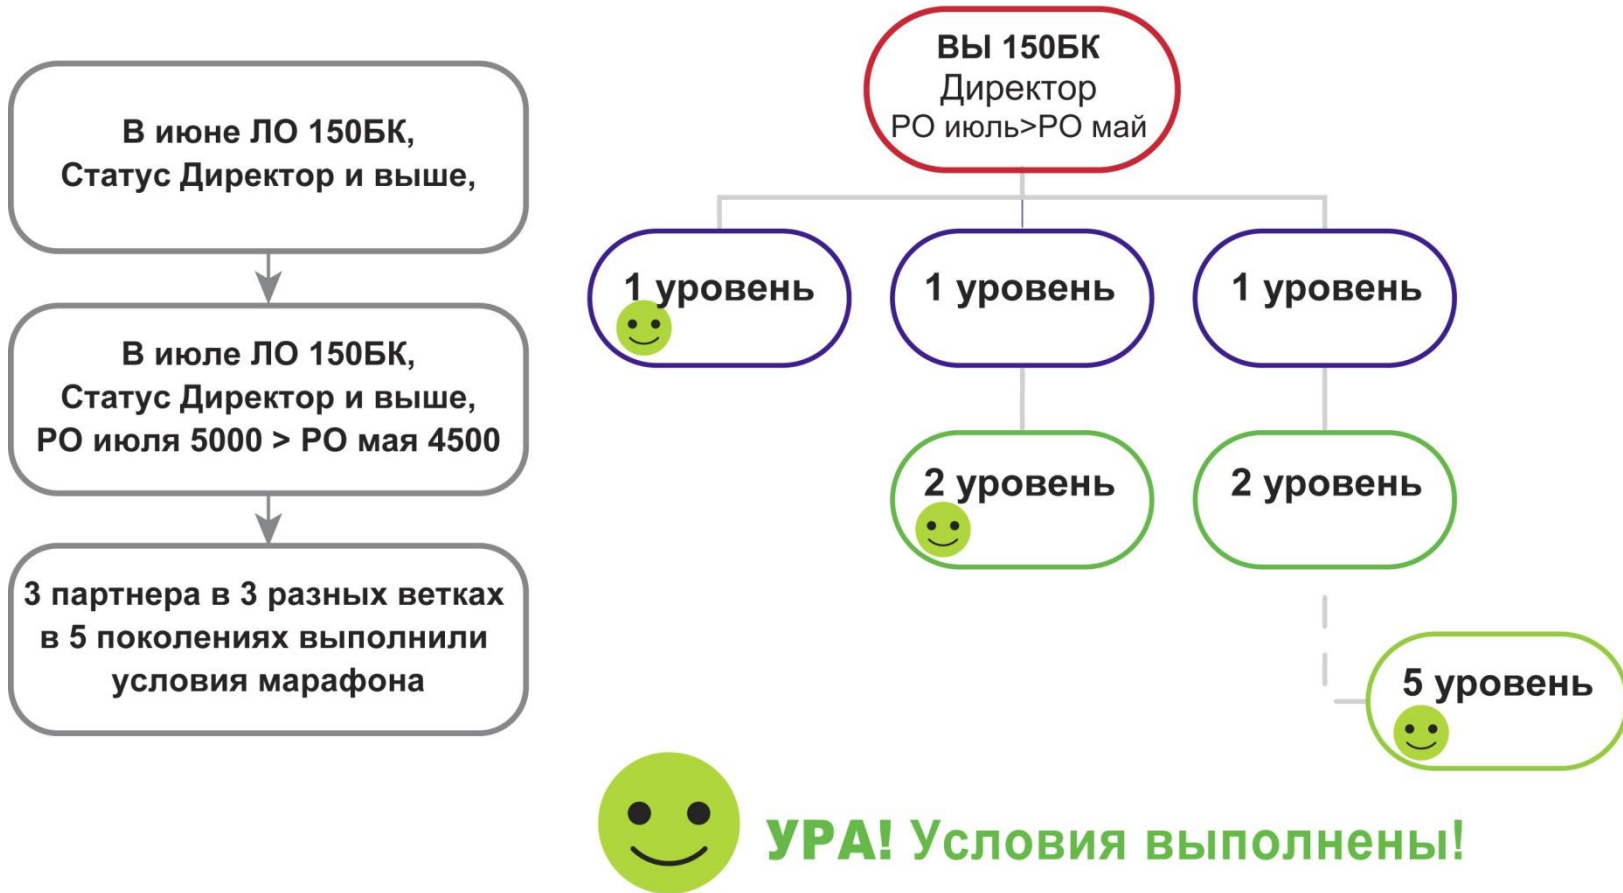 В июне ЛО 150БК,
Статус Директор и выше,
В июле ЛО 150БК,
Статус Директор и выше,
РО июля 5000 > РО мая 4500
3 партнера в 3 разных ветках
в 5 поколениях выполнили
условия марафона
ВЫ 150БК
Директор
РО июль>РО май
1 уровень
1 уровень
1 уровень
2 уровень
2 уровень
5 уровень
УРА! Условия выполнены!